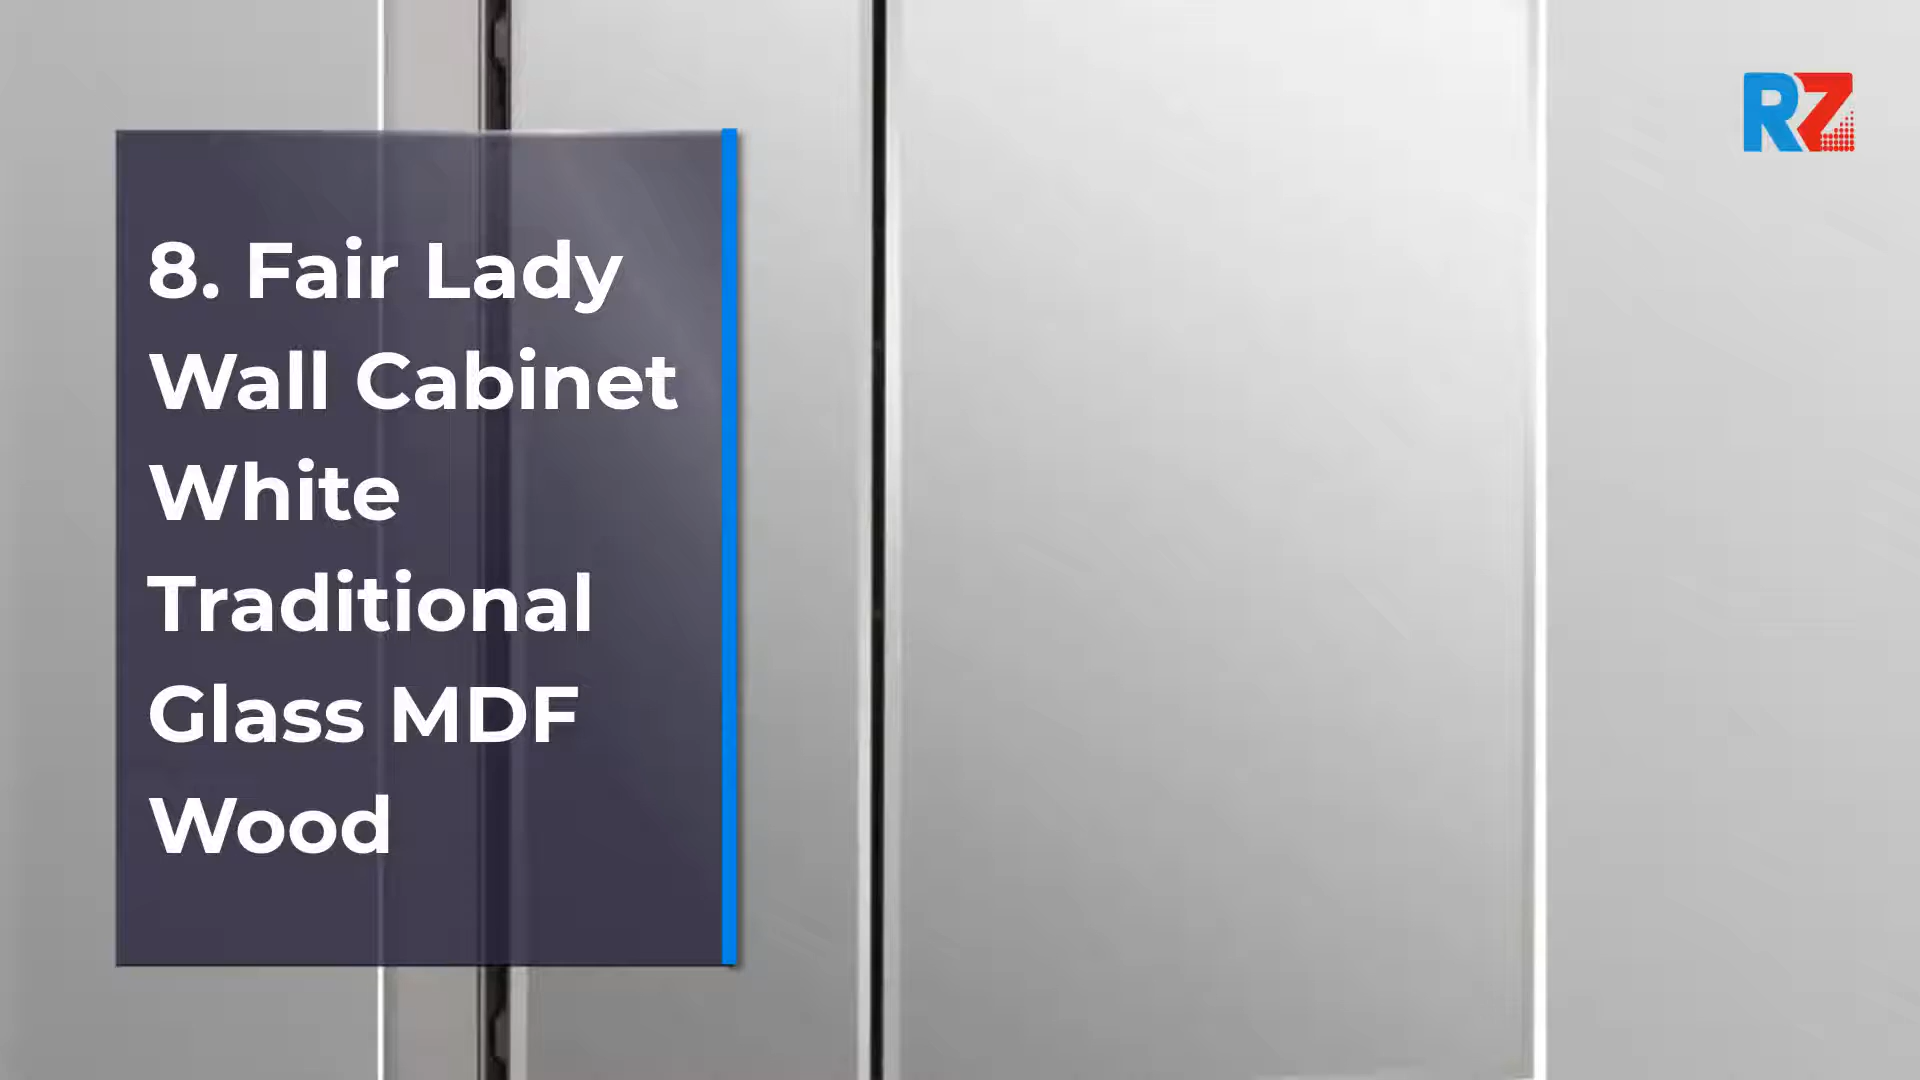 RZ
8. Fair Lady
Wall Cabinet
White
Traditional
Glass MDF
Wood